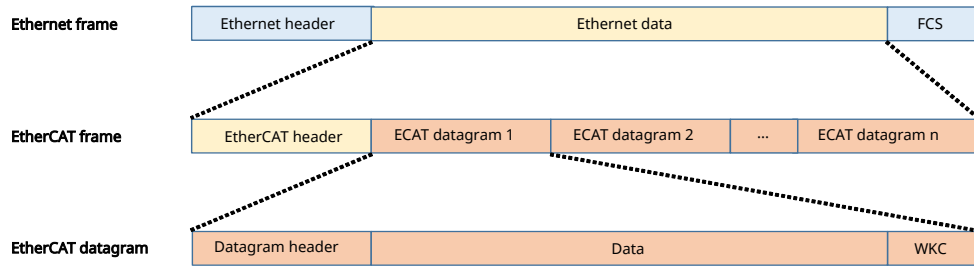 Ethernet frame Ethernet header Ethernet data FCS
EtherCAT frame EtherCAT header ECAT datagram 1 ECAT datagram 2 ... ECAT datagram n
EtherCAT datagram Datagram header Data WKC